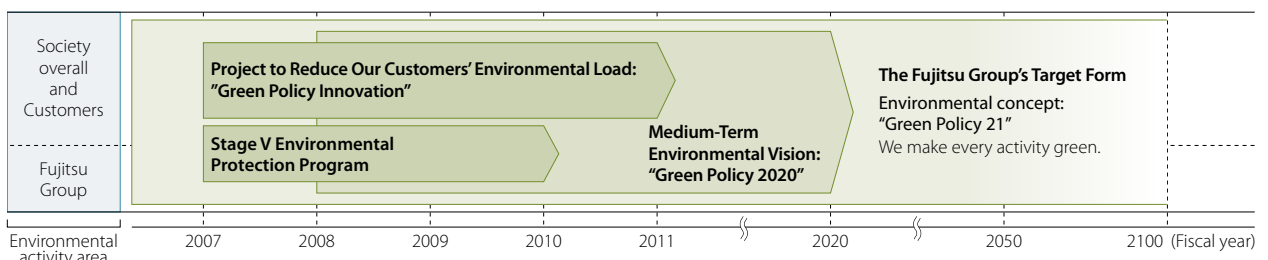 Society
overall
and
Customers
Fujitsu
Group
Environmental
activity area
Project to Reduce Our Customers’ Environmental Load:
”Green Policy Innovation”
Stage V Environmental
Protection Program
Medium-Term
Environmental Vision:
“Green Policy 2020”
The Fujitsu Group’s Target Form
Environmental concept:
“Green Policy 21”
We make every activity green.
2007 2008 2009 2010 2011 2020 2050 2100 (Fiscal year)